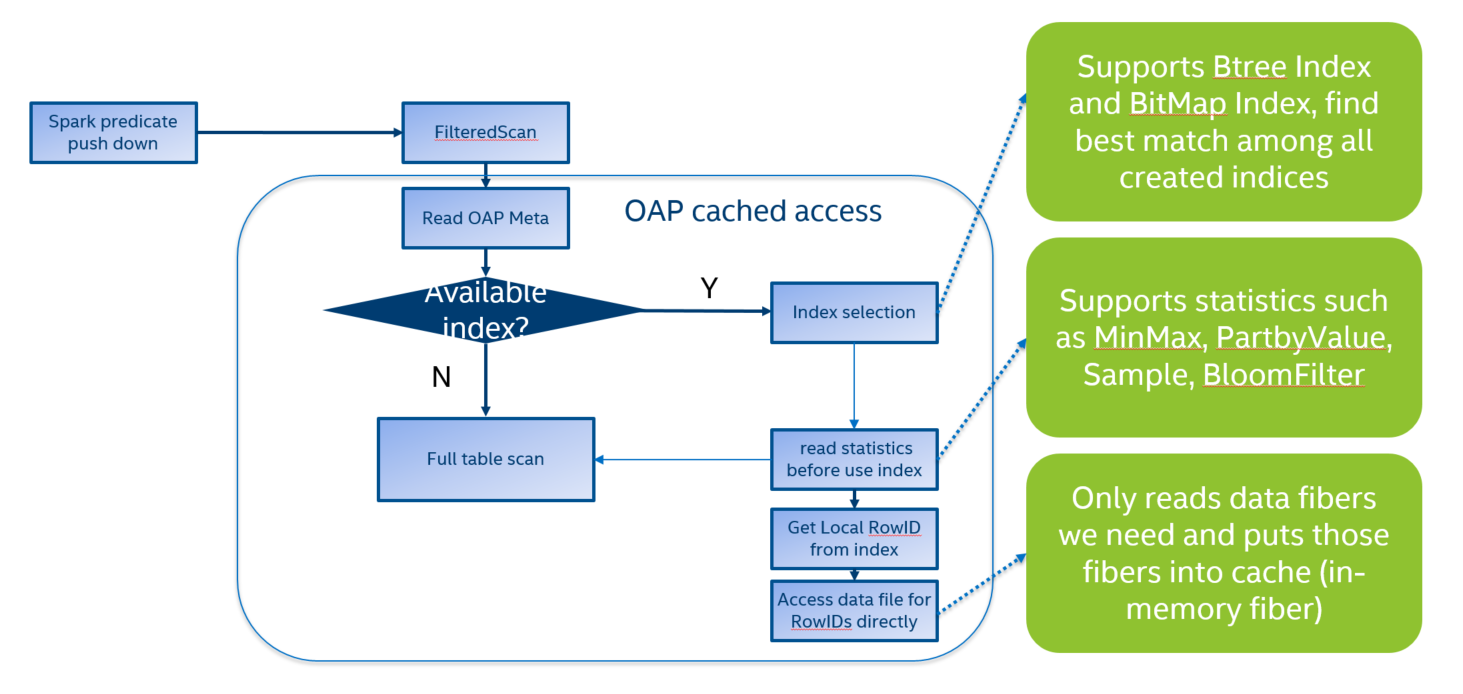 Spark predicate
push down
FilteredScan
Read OAP Meta
OAP cached access
Available
index?
Y
N
Index selection
Full table scan
read statistics
before use index
Get Local RowID
from index
Access data file for
RowIDs directly
Supports Btree Index
and BitMap Index, find
best match among all
created indices
Supports statistics such
as MinMax, PartbyValue,
Sample, BloomFilter
Only reads data fibers
we need and puts those
fibers into cache (in-
memory fiber)